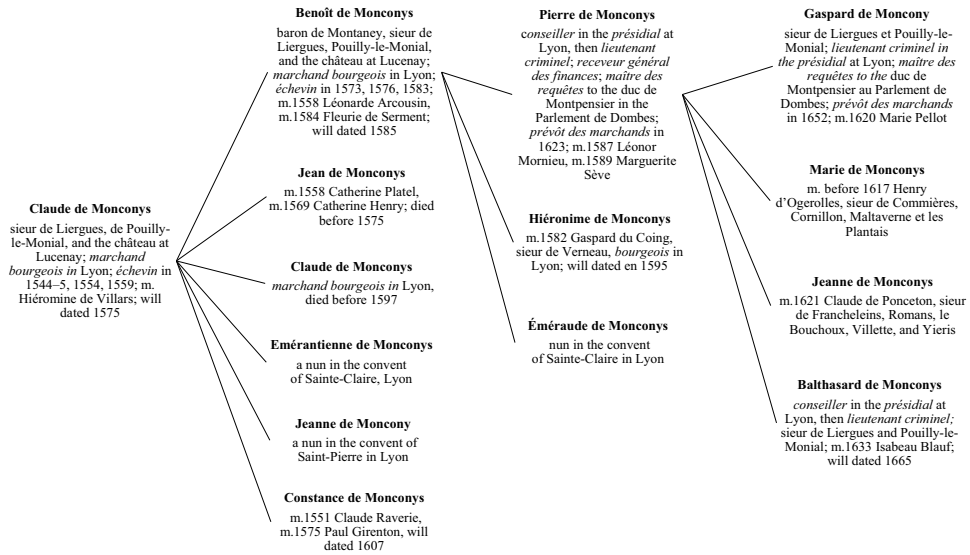 Claude de Monconys
sieur de Liergues, de Pouilly-
le-Monial, and the château at
Lucenay; marchand
bourgeois in Lyon; échevin in
1544–5, 1554, 1559; m.
Hiéromine de Villars; will
dated 1575
Benoît de Monconys
baron de Montaney, sieur de
Liergues, Pouilly-le-Monial,
and the château at Lucenay;
marchand bourgeois in Lyon;
échevin in 1573, 1576, 1583;
m.1558 Léonarde Arcousin,
m.1584 Fleurie de Serment;
will dated 1585
Jean de Monconys
m.1558 Catherine Platel,
m.1569 Catherine Henry; died
before 1575
Claude de Monconys
marchand bourgeois in Lyon,
died before 1597
Emérantienne de Monconys
a nun in the convent
of Sainte-Claire, Lyon
Jeanne de Moncony
a nun in the convent of
Saint-Pierre in Lyon
Constance de Monconys
m.1551 Claude Raverie,
m.1575 Paul Girenton, will
dated 1607
Pierre de Monconys
conseiller in the présidial at
Lyon, then lieutenant
criminel; receveur général
des finances; maître des
requêtes to the duc de
Montpensier in the
Parlement de Dombes;
prévôt des marchands in
1623; m.1587 Léonor
Mornieu, m.1589 Marguerite
Sève
Hiéronime de Monconys
m.1582 Gaspard du Coing,
sieur de Verneau, bourgeois in
Lyon; will dated en 1595
Émeraude de Monconys
nun in the convent
of Sainte-Claire in Lyon
Gaspard de Moncony
sieur de Liergues et Pouilly-le-
Monial; lieutenant criminel in
the présidial at Lyon; maître des
requêtes to the duc de
Montpensier au Parlement de
Dombes; prévôt des marchands
in 1652; m.1620 Marie Pellot
Marie de Monconys
m. before 1617 Henry
d’Ogerolles, sieur de Commières,
Cornillon, Maltaverne et les
Plantais
Jeanne de Monconys
m.1621 Claude de Ponceton, sieur
de Francheleins, Romans, le
Bouchoux, Villette, and Yieris
Balthasard de Monconys
conseiller in the présidial at
Lyon, then lieutenant criminel;
sieur de Liergues and Pouilly-le-
Monial; m.1633 Isabeau Blauf;
will dated 1665